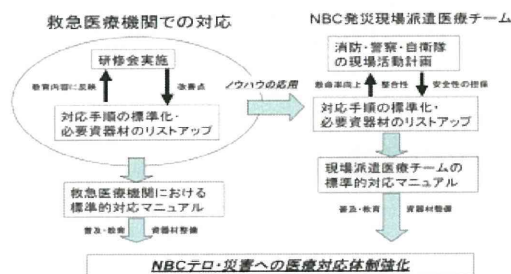 救急医療機関での対応
研修会実施
教育内容に反映
改善点
対応手順の標準化・
必要資器材のリストアップ
救急医療機関における
標準的対応マニュアル
普及・教育
資器材整備
ノウハウの応用
NBC発災現場派遣医療チーム
消防・警察・自衛隊
の現場活動計画
救命率向上
整合性
安全性の担保
対応手順の標準化・
必要資器材のリストアップ
現場派遣医療チームの
標準的対応マニュアル
普及・教育
資器材整備
NBCテロ・災害への医療対応体制強化